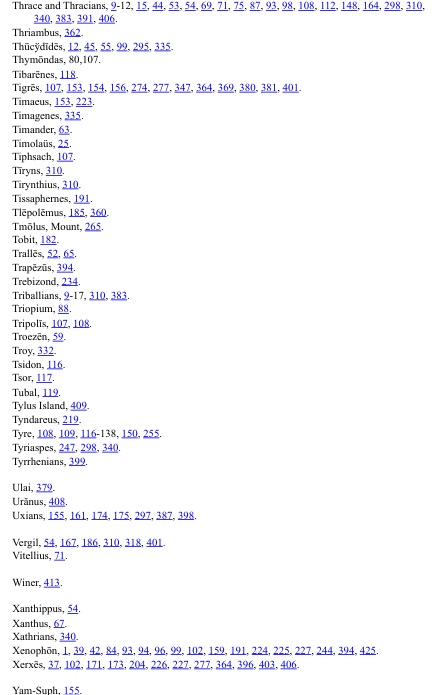 Thrace and Thracians, 9-12, 15, 44, 53, 54, 69, 71, 75, 87, 93, 98, 108, 112, 148, 164, 298, 310,
340, 383, 391, 406.
Thriambus, 362.
Thūcўdīdēs, 12, 45, 55, 99, 295, 335.
Thymōndas, 80,107.
Tibarēnes, 118.
Tigrēs, 107, 153, 154, 156, 274, 277, 347, 364, 369, 380, 381, 401.
Timaeus, 153, 223.
Timagenes, 335.
Timander, 63.
Timolaüs, 25.
Tiphsach, 107.
Tīryns, 310.
Tirynthius, 310.
Tissaphernes, 191.
Tlēpolēmus, 185, 360.
Tmōlus, Mount, 265.
Tobit, 182.
Trallēs, 52, 65.
Trapēzūs, 394.
Trebizond, 234.
Triballians, 9-17, 310, 383.
Triopium, 88.
Tripolīs, 107, 108.
Troezēn, 59.
Troy, 332.
Tsidon, 116.
Tsor, 117.
Tubal, 119.
Tylus Island, 409.
Tyndareus, 219.
Tyre, 108, 109, 116-138, 150, 255.
Tyriaspes, 247, 298, 340.
Tyrrhenians, 399.
Ulai, 379.
Urānus, 408.
Uxians, 155, 161, 174, 175, 297, 387, 398.
Vergil, 54, 167, 186, 310, 318, 401.
Vitellius, 71.
Winer, 413.
Xanthippus, 54.
Xanthus, 67.
Xathrians, 340.
Xenophōn, 1, 39, 42, 84, 93, 94, 96, 99, 102, 159, 191, 224, 225, 227, 244, 394, 425.
Xerxēs, 37, 102, 171, 173, 204, 226, 227, 277, 364, 396, 403, 406.
Yam-Suph, 155.